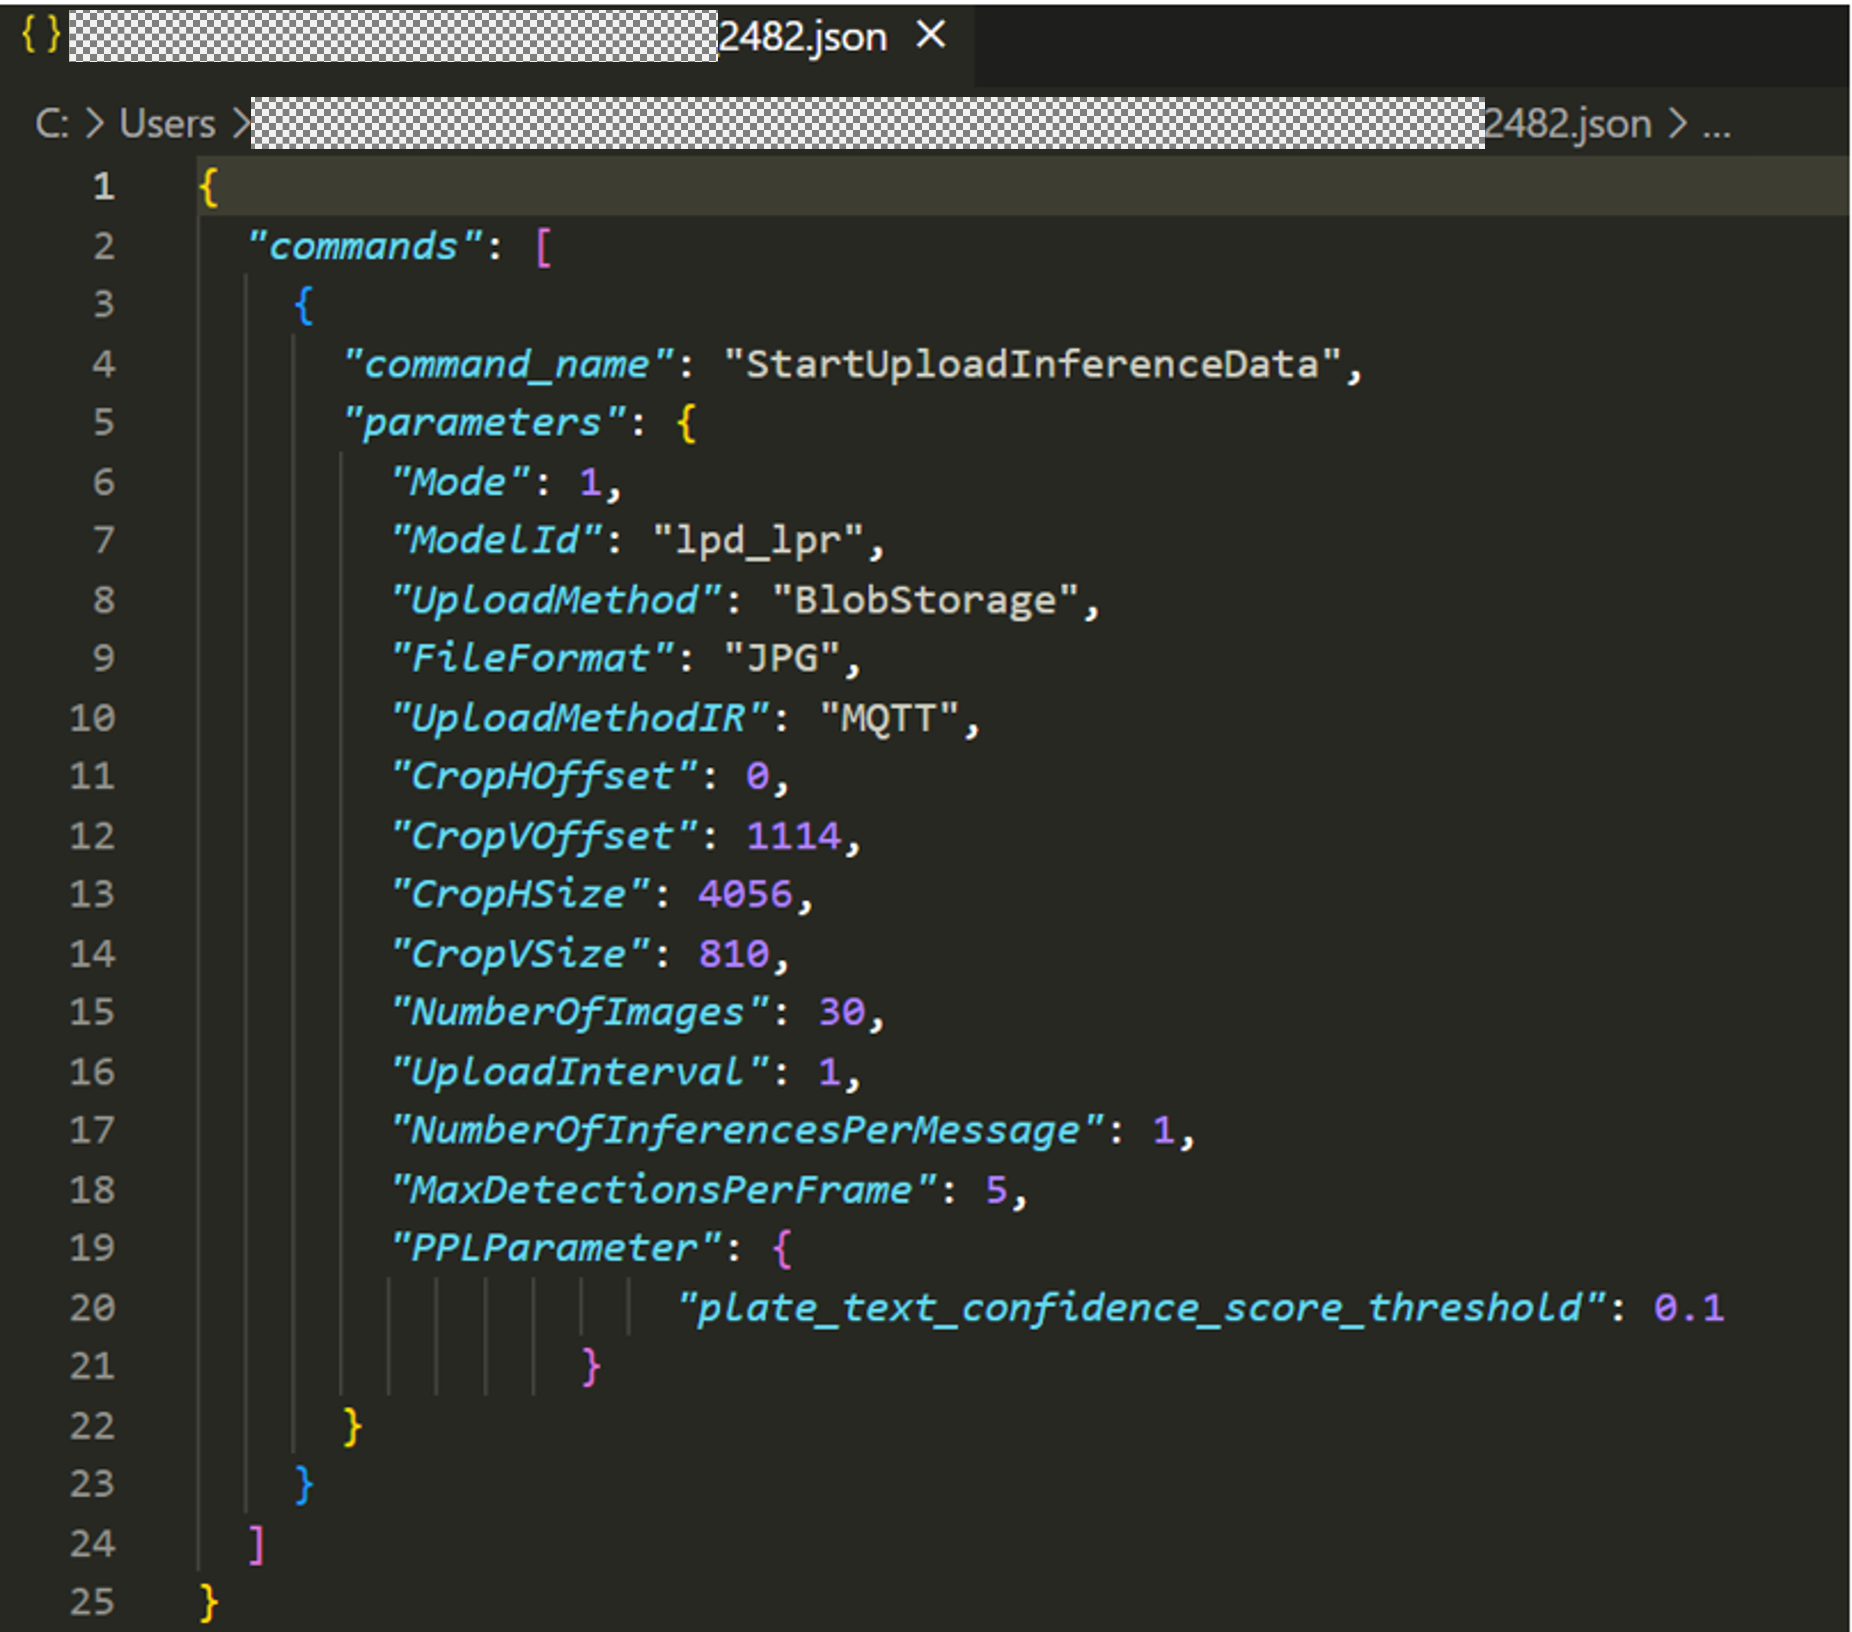 {} 2482.json ×
C: > Users > 2482.json > ...
1 {
2 "commands": [
3 {
4 "command_name": "StartUploadInferenceData",
5 "parameters": {
6 "Mode": 1,
7 "ModelId": "lpd_lpr",
8 "UploadMethod": "BlobStorage",
9 "FileFormat": "JPG",
10 "UploadMethodIR": "MQTT",
11 "CropHOffset": 0,
12 "CropVOffset": 1114,
13 "CropHSize": 4056,
14 "CropVSize": 810,
15 "NumberOfImages": 30,
16 "UploadInterval": 1,
17 "NumberOfInferencesPerMessage": 1,
18 "MaxDetectionsPerFrame": 5,
19 "PPLParameter": {
20 "plate_text_confidence_score_threshold": 0.1
21 }
22 }
23 }
24 ]
25 }